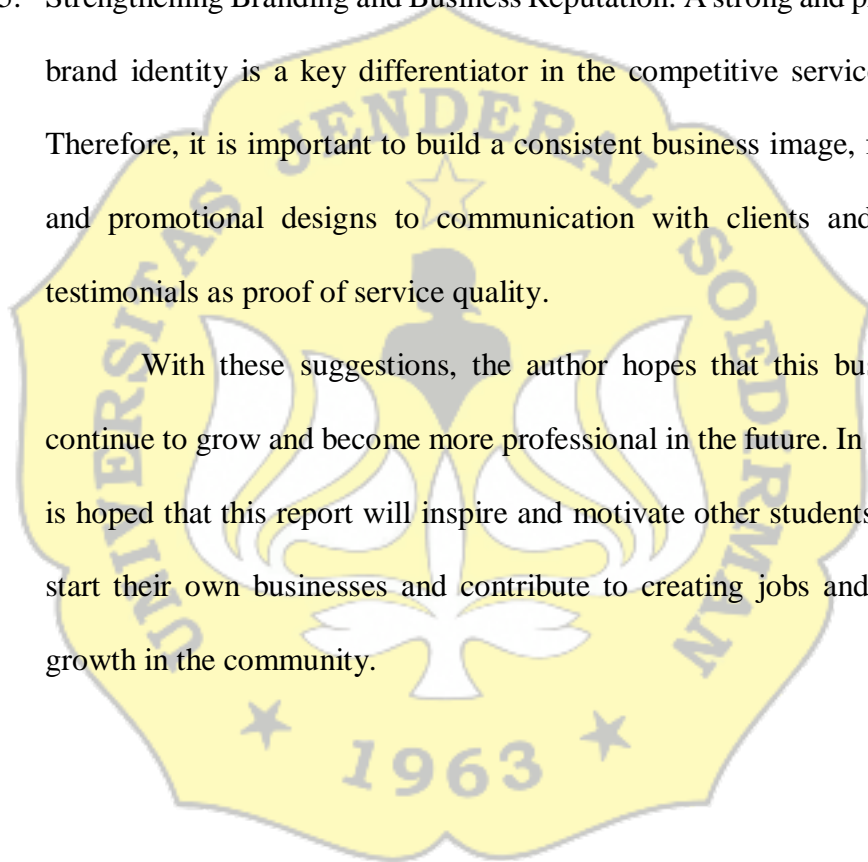 Strengthening Branding and Business Reputation. A strong and p
brand identity is a key differentiator in the competitive service
Therefore, it is important to build a consistent business image,
and promotional designs to communication with clients and
testimonials as proof of service quality.
With these suggestions, the author hopes that this bu
continue to grow and become more professional in the future. In
is hoped that this report will inspire and motivate other students
start their own businesses and contribute to creating jobs and
growth in the community.
UNIVERSITAS JENDERAL SOEDIRMAN
1963